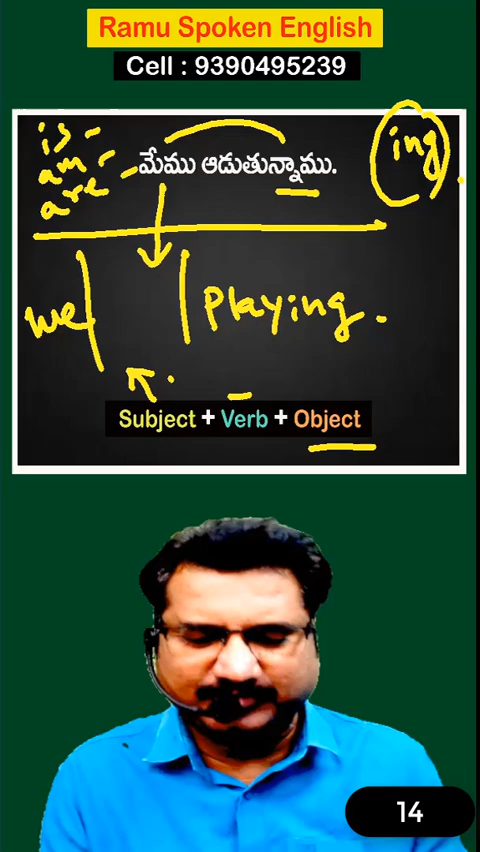 Ramu Spoken English
Cell : 9390495239
is-
am-
are -
మేము ఆడుతున్నాము.
ing
we
Playing.
Subject + Verb + Object
14